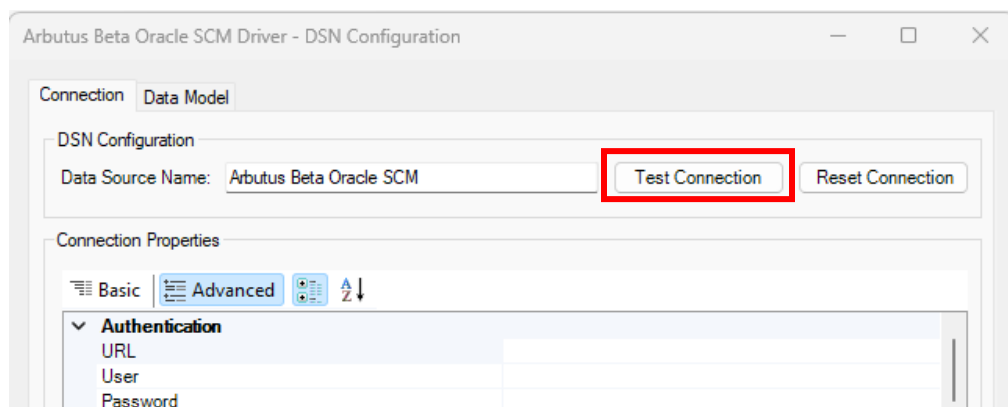 Arbutus Beta Oracle SCM Driver - DSN Configuration
Connection Data Model
DSN Configuration
Data Source Name: Arbutus Beta Oracle SCM Test Connection Reset Connection
Connection Properties
Basic Advanced AZ
Authentication
URL
User
Password